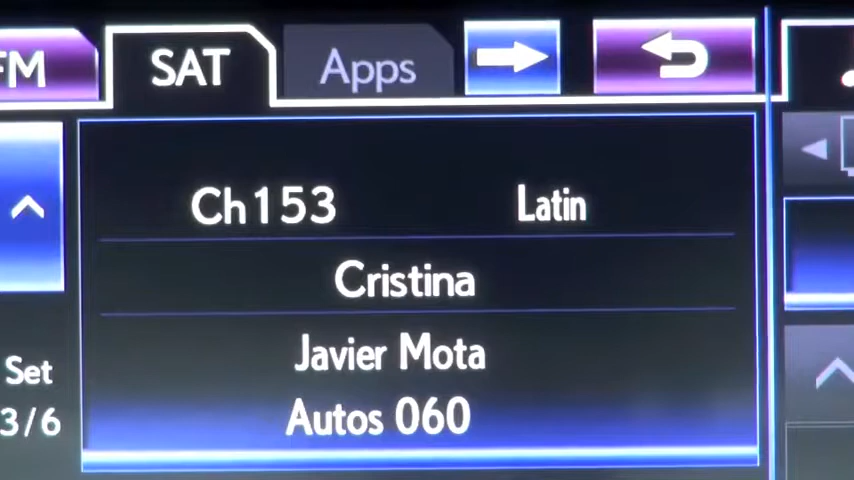 FM SAT Apps
Ch153 Latin
Cristina
Javier Mota
Set
Autos 060
3/6